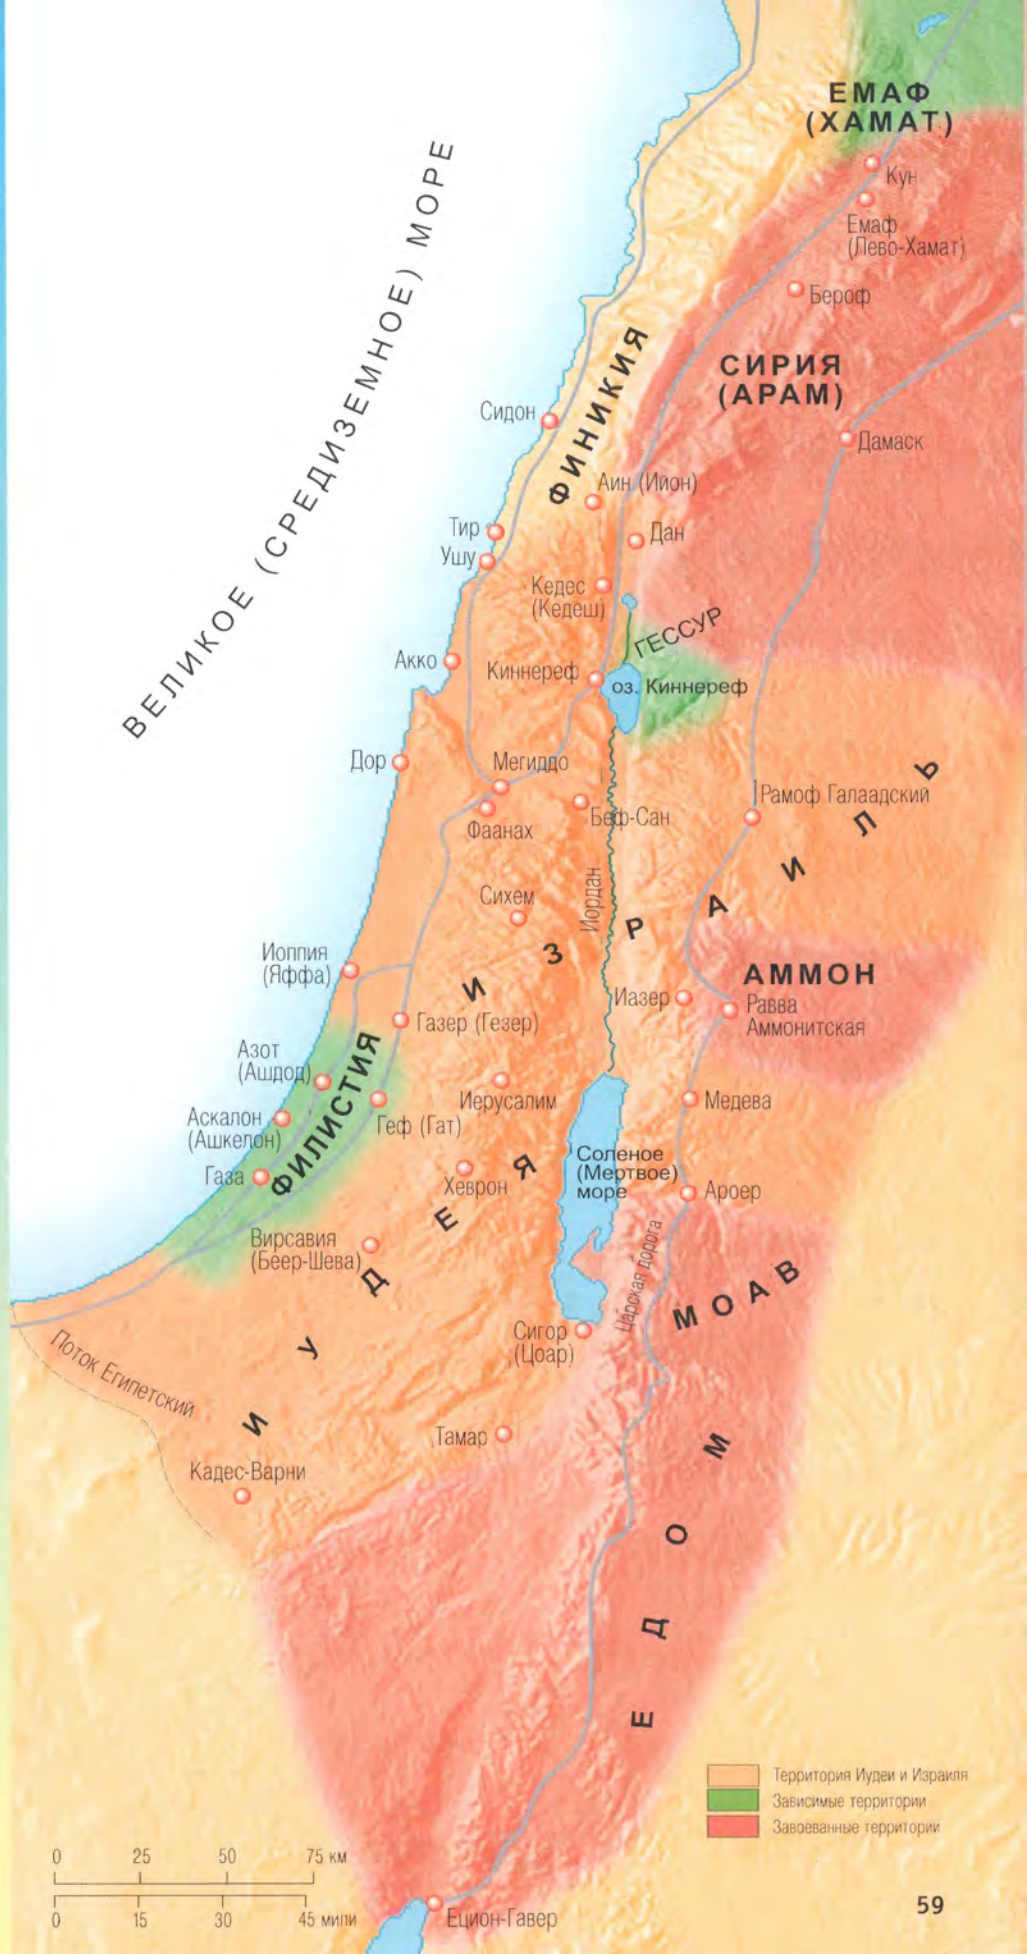 ЕМАФ
(ХАМАТ)
Кун
Емаф
(Лево-Хамат)
Бероф
ВЕЛИКОЕ (СРЕДИЗЕМНОЕ) МОРЕ
ФИНИКИЯ
СИРИЯ
(АРАМ)
Сидон
Дамаск
Аин (Ийон)
Тир
Дан
Ушу
Кедес
(Кедеш)
ГЕССУР
Акко
Киннереф
оз. Киннереф
Дор
Мегиддо
Рамоф Галаадский
Фаанах
Беф-Сан
Сихем
Иордан
ИЗРАИЛЬ
Иоппия
(Яффа)
АММОН
Иазер
Равва
Аммонитская
Газер (Гезер)
Азот
(Ашдод)
ФИЛИСТИЯ
Иерусалим
Медева
Аскалон
(Ашкелон)
Геф (Гат)
Газа
Хеврон
Соленое
(Мертвое)
море
Ароер
Вирсавия
(Беер-Шева)
ИУДЕЯ
Царская дорога
МОАВ
Сигор
(Цоар)
Поток Египетский
Тамар
Кадес-Варни
ЕДОМ
Территория Иудеи и Израиля
Зависимые территории
Завоеванные территории
0 25 50 75 км
0 15 30 45 мили
Ецион-Гавер
59